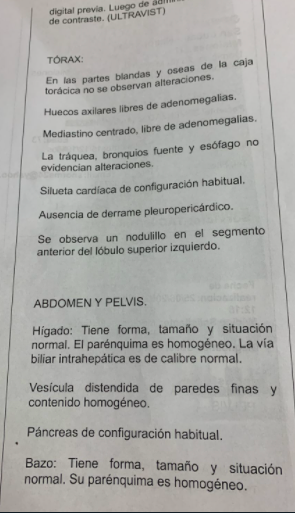 digital previa. Luego de
de contraste. (ULTRAVIST)
TÓRAX:
En las partes blandas y oseas de la caja
torácica no se observan alteraciones.
Huecos axilares libres de adenomegalias.
Mediastino centrado, libre de adenomegalias.
La tráquea, bronquios fuente y esófago no
evidencian alteraciones.
Silueta cardíaca de configuración habitual.
Ausencia de derrame pleuropericárdico.
Se observa un nodulillo en el segmento
anterior del lóbulo superior izquierdo.
ABDOMEN Y PELVIS.
Hígado: Tiene forma, tamaño y situación
normal. El parénquima es homogéneo. La vía
biliar intrahepática es de calibre normal.
Vesícula distendida de paredes finas y
contenido homogéneo.
Páncreas de configuración habitual.
Bazo: Tiene forma, tamaño y situación
normal. Su parénquima es homogéneo.